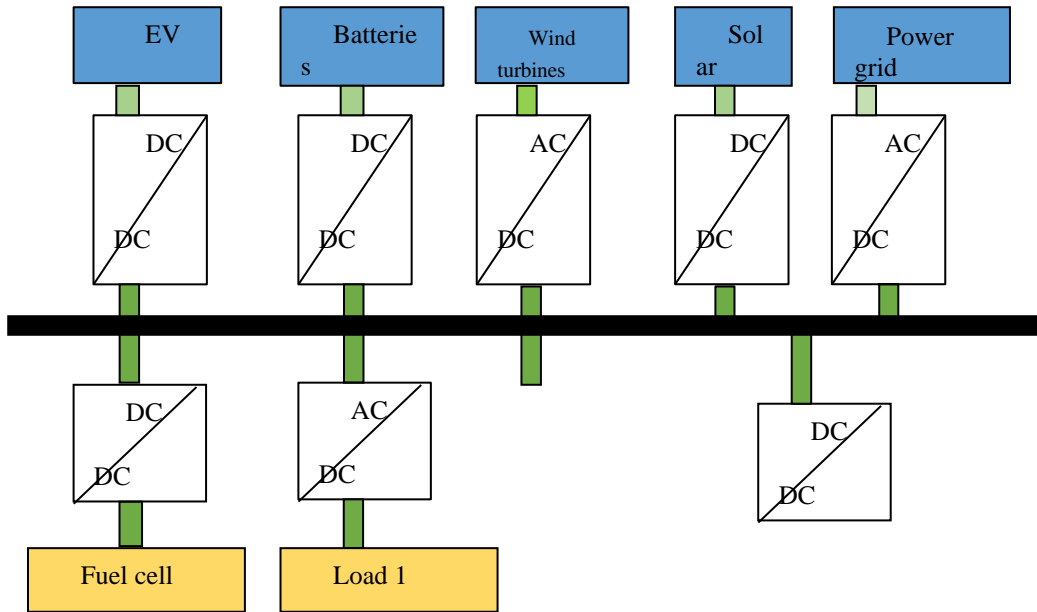 EV
Batterie
s
Wind
turbines
Sol
ar
Power
grid
DC
DC
DC
DC
AC
DC
DC
DC
AC
DC
DC
DC
AC
DC
DC
DC
Fuel cell
Load 1